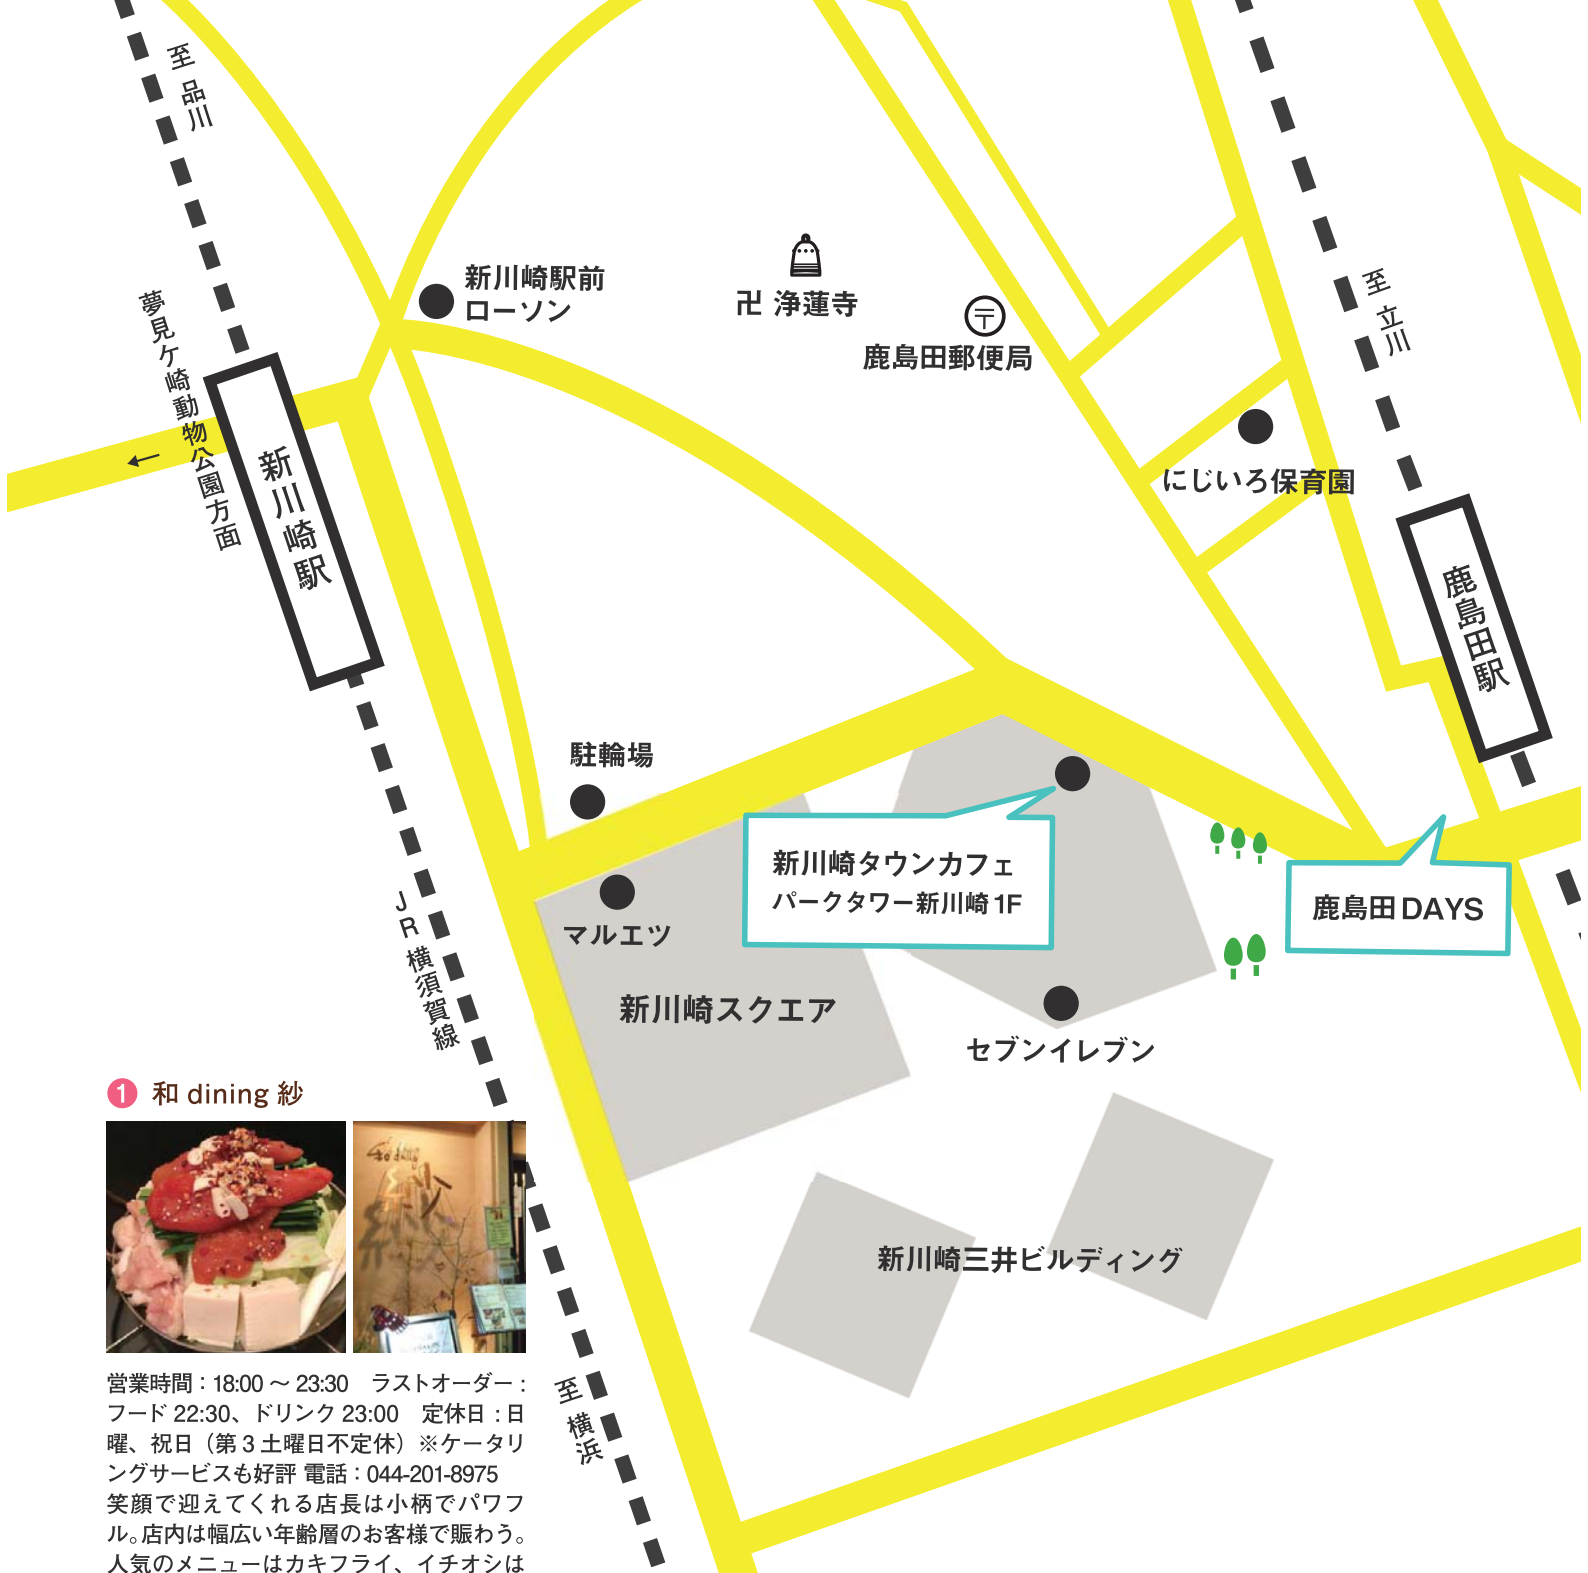 至 品川
新川崎駅前
ローソン
卍 浄蓮寺
鹿島田郵便局
至 立川
夢見ケ崎動物公園方面
←
新川崎駅
にじいろ保育園
鹿島田駅
駐輪場
新川崎タウンカフェ
パークタワー新川崎 1F
鹿島田 DAYS
マルエツ
新川崎スクエア
セブンイレブン
JR 横須賀線
新川崎三井ビルディング
至 横浜
1 和 dining 紗
営業時間：18:00 〜 23:30　ラストオーダー：
フード 22:30、ドリンク 23:00　定休日：日
曜、祝日（第 3 土曜日不定休）※ケータリ
ングサービスも好評 電話：044-201-8975
笑顔で迎えてくれる店長は小柄でパワフ
ル。店内は幅広い年齢層のお客様で賑わう。
人気のメニューはカキフライ、イチオシは